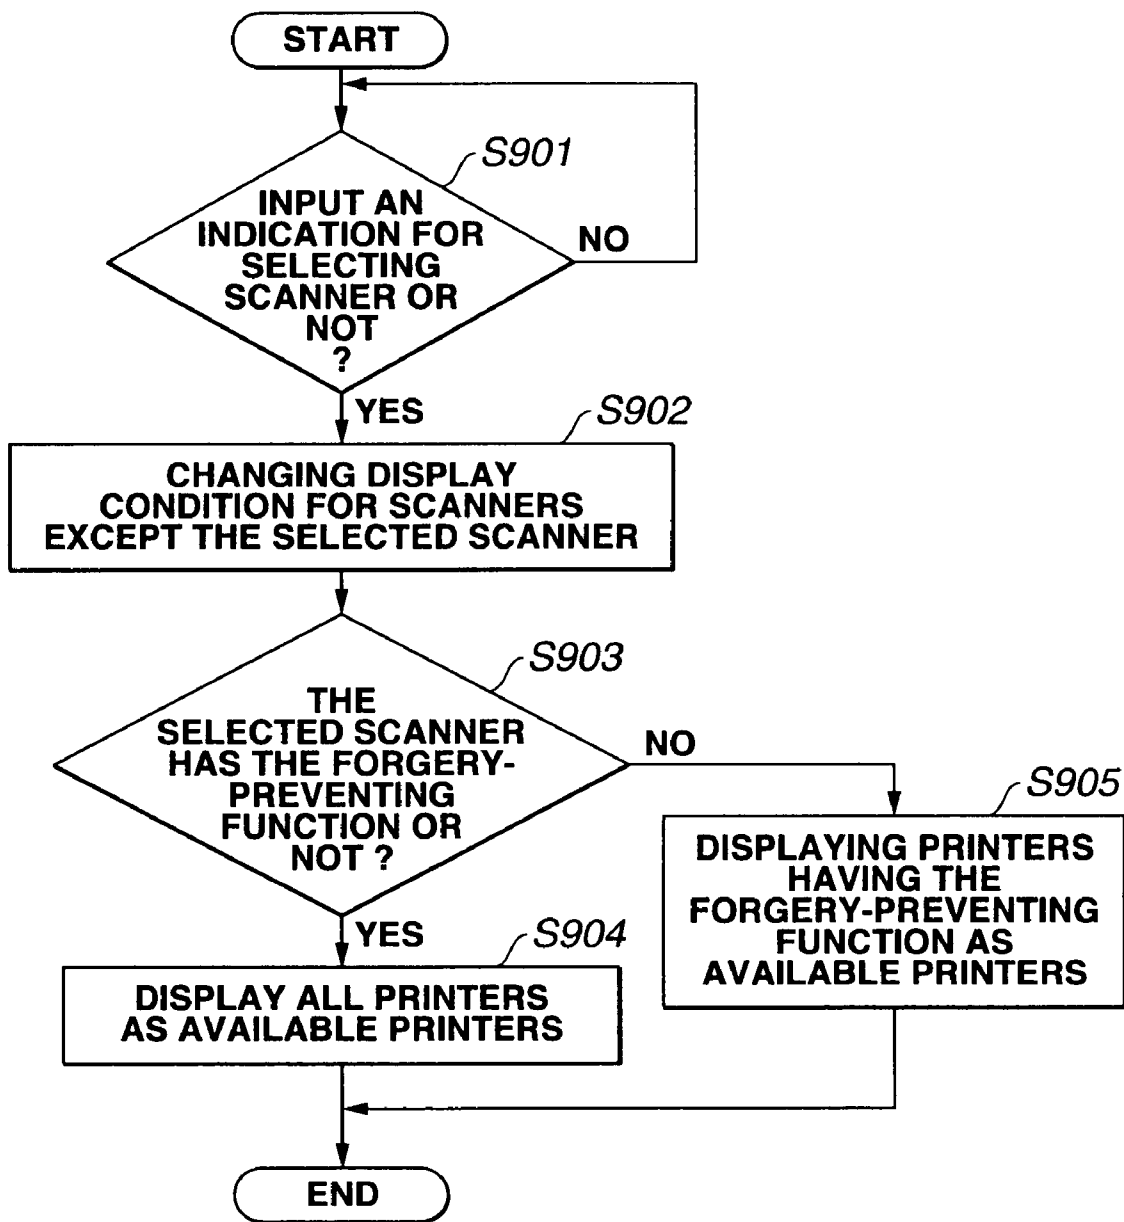 START
S901
INPUT AN
INDICATION FOR
SELECTING
SCANNER OR
NOT
?
NO
YES
S902
CHANGING DISPLAY
CONDITION FOR SCANNERS
EXCEPT THE SELECTED SCANNER
S903
THE
SELECTED SCANNER
HAS THE FORGERY-
PREVENTING
FUNCTION OR
NOT ?
NO
S905
DISPLAYING PRINTERS
HAVING THE
FORGERY-PREVENTING
FUNCTION AS
AVAILABLE PRINTERS
YES
S904
DISPLAY ALL PRINTERS
AS AVAILABLE PRINTERS
END